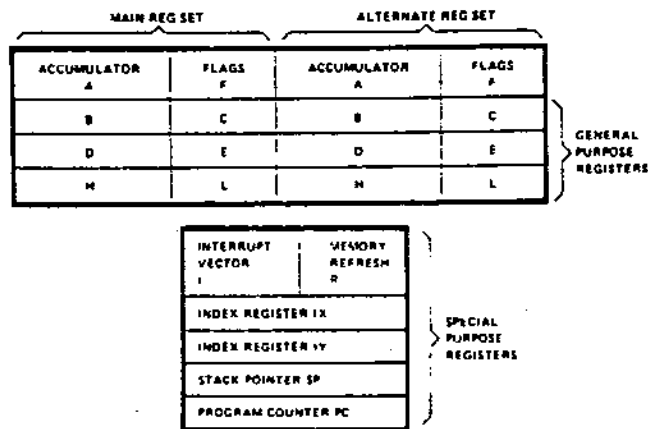 MAIN REG SET ALTERNATE REG SET
ACCUMULATOR FLAGS ACCUMULATOR FLAGS
A F A F
B C B C
D E D E
H L H L
GENERAL
PURPOSE
REGISTERS
INTERRUPT MEMORY
VECTOR REFRESH
I R
INDEX REGISTER IX
INDEX REGISTER IY
STACK POINTER SP
PROGRAM COUNTER PC
SPECIAL
PURPOSE
REGISTERS